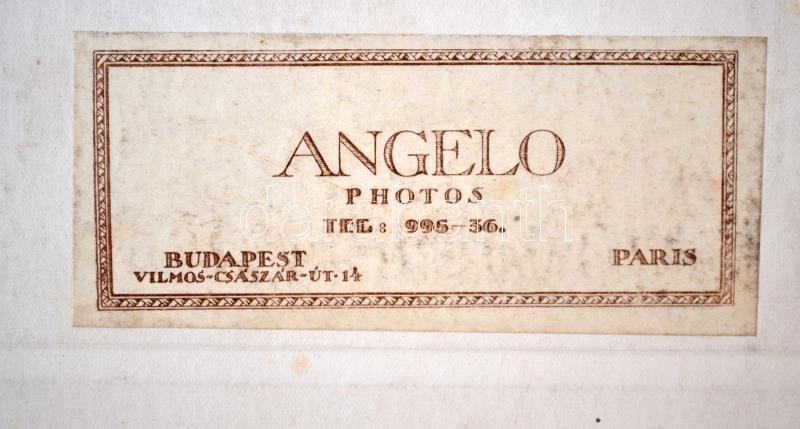 ANGELO
PHOTOS
TEL: 995-36.
BUDAPEST
VILMOS-CSÁSZÁR-ÚT·14
PARIS